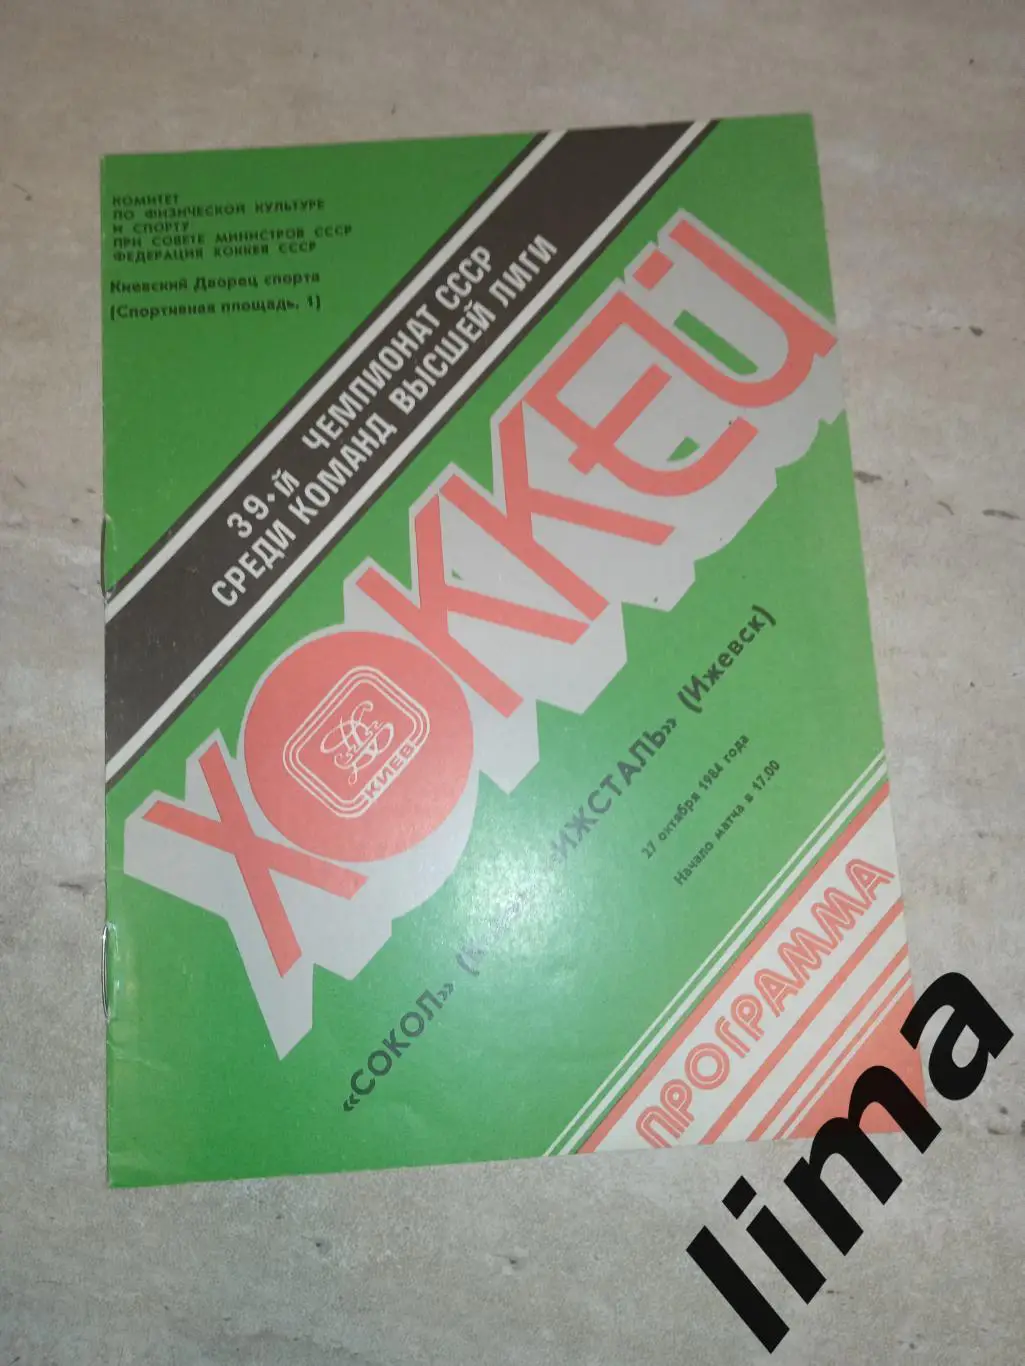 КОМИТЕТ
ПО ФИЗИЧЕСКОЙ КУЛЬТУРЕ
И СПОРТУ
ПРИ СОВЕТЕ МИНИСТРОВ СССР
ФЕДЕРАЦИЯ ХОККЕЯ СССР
Киевский Дворец спорта
(Спортивная площадь, 1)
39-й ЧЕМПИОНАТ СССР
СРЕДИ КОМАНД ВЫСШЕЙ ЛИГИ
ХОККЕЙ
КИЕВ
«СОКОЛ» «ИЖСТАЛЬ» (Ижевск)
27 октября 1984 года
Начало матча в 17.00
ПРОГРАММА
lima